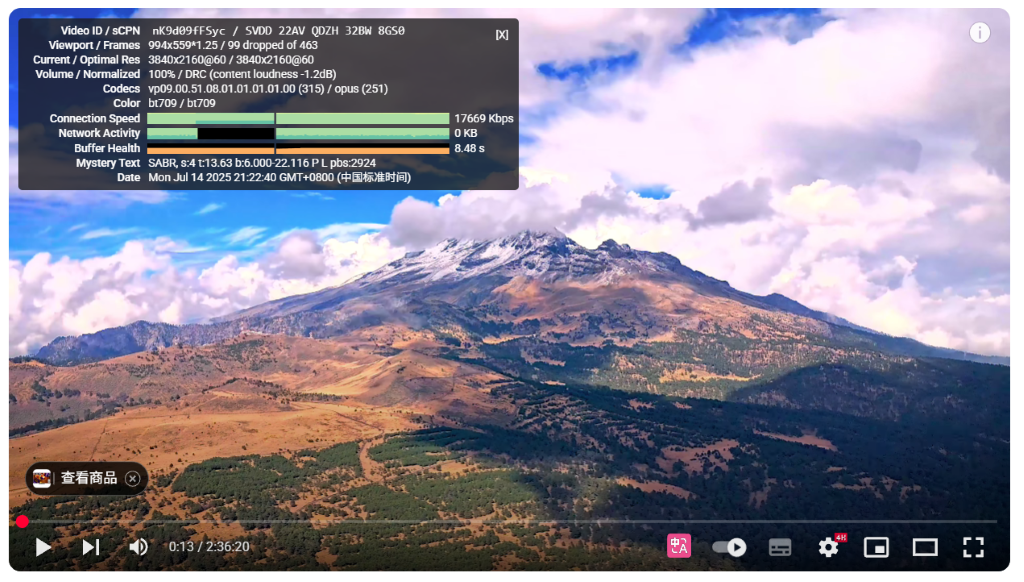 Video ID / sCPN nK9d09fFSyc / SVDD 22AV QDZH 32BW 8GS0
[X]
Viewport / Frames 994x559*1.25 / 99 dropped of 463
Current / Optimal Res 3840x2160@60 / 3840x2160@60
Volume / Normalized 100% / DRC (content loudness -1.2dB)
Codecs vp09.00.51.08.01.01.01.01.00 (315) / opus (251)
Color bt709 / bt709
Connection Speed 17669 Kbps
Network Activity 0 KB
Buffer Health 8.48 s
Mystery Text SABR, s:4 t:13.63 b:6.000-22.116 P L pbs:2924
Date Mon Jul 14 2025 21:22:40 GMT+0800 (中国标准时间)
查看商品
0:13 / 2:36:20
中 A
4K